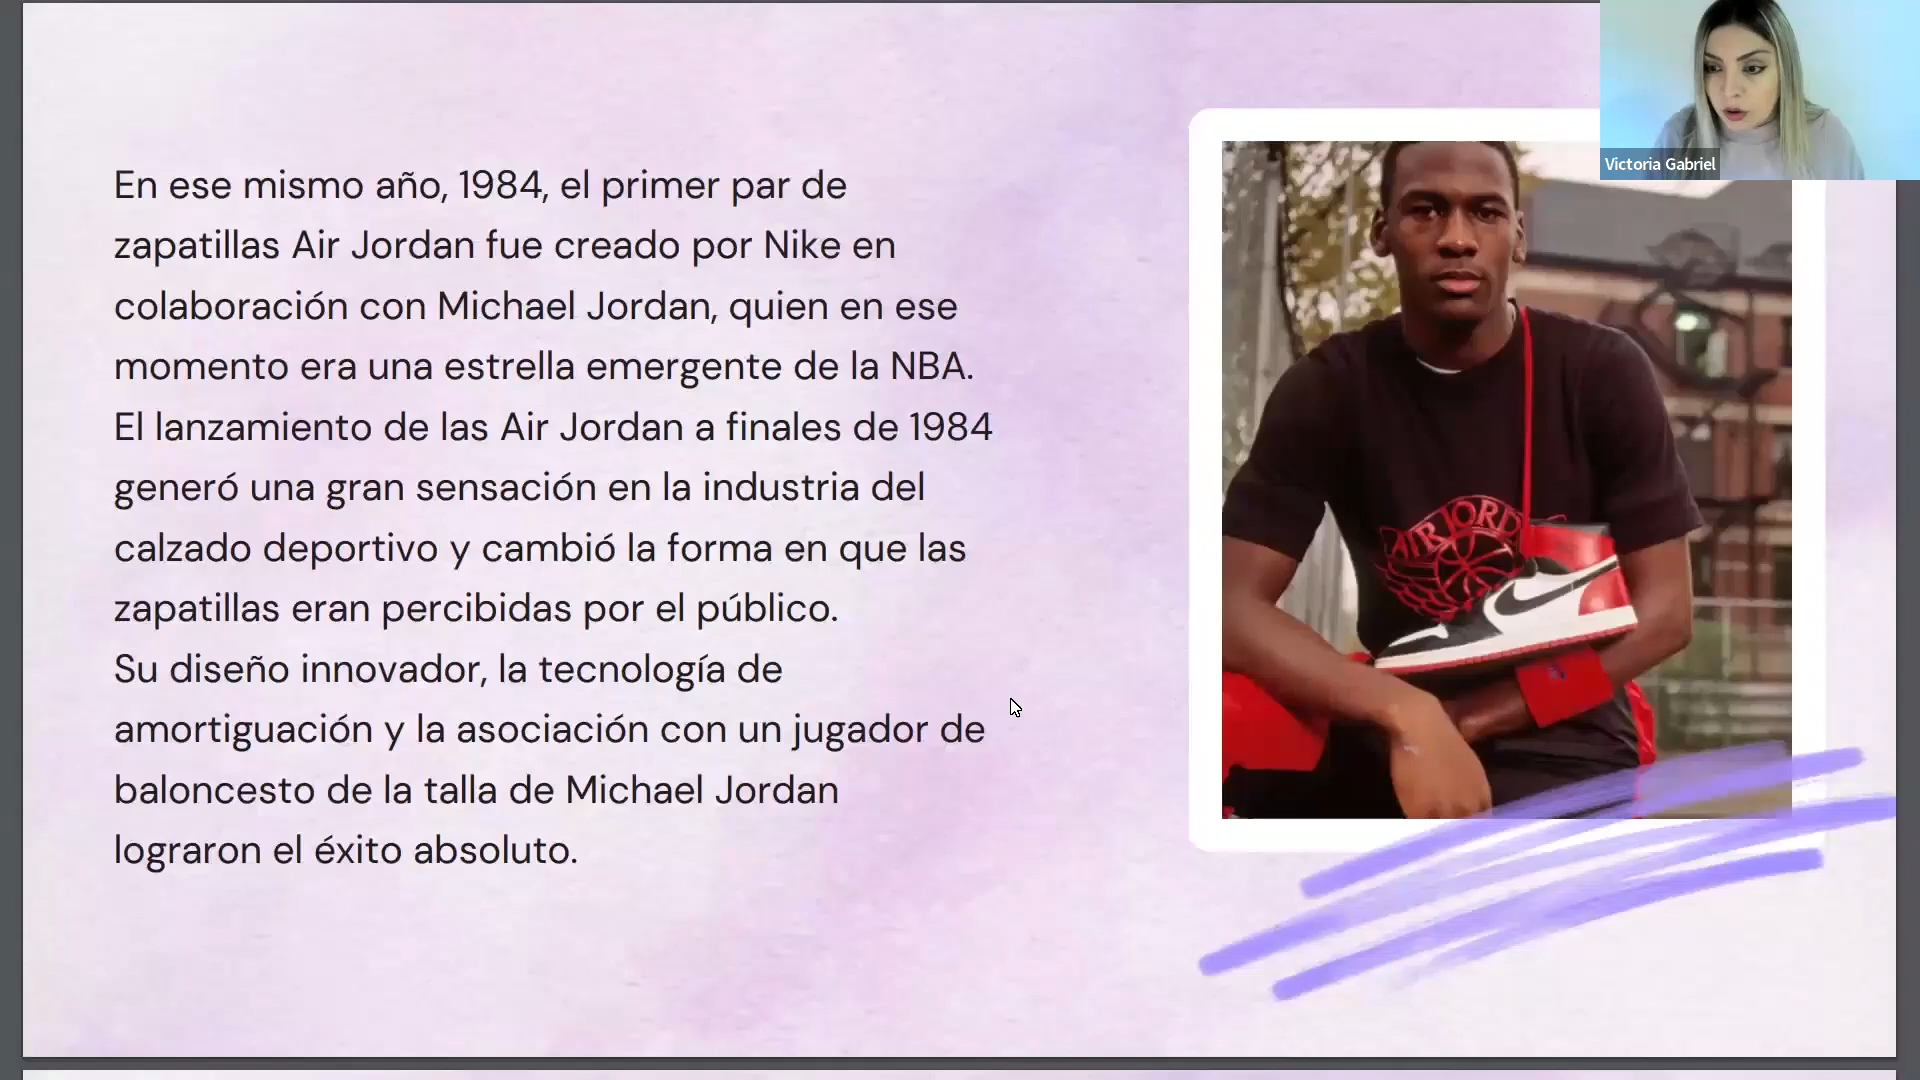 En ese mismo año, 1984, el primer par de
zapatillas Air Jordan fue creado por Nike en
colaboración con Michael Jordan, quien en ese
momento era una estrella emergente de la NBA.
El lanzamiento de las Air Jordan a finales de 1984
generó una gran sensación en la industria del
calzado deportivo y cambió la forma en que las
zapatillas eran percibidas por el público.
Su diseño innovador, la tecnología de
amortiguación y la asociación con un jugador de
baloncesto de la talla de Michael Jordan
lograron el éxito absoluto.
Victoria Gabriel
AIR JORD